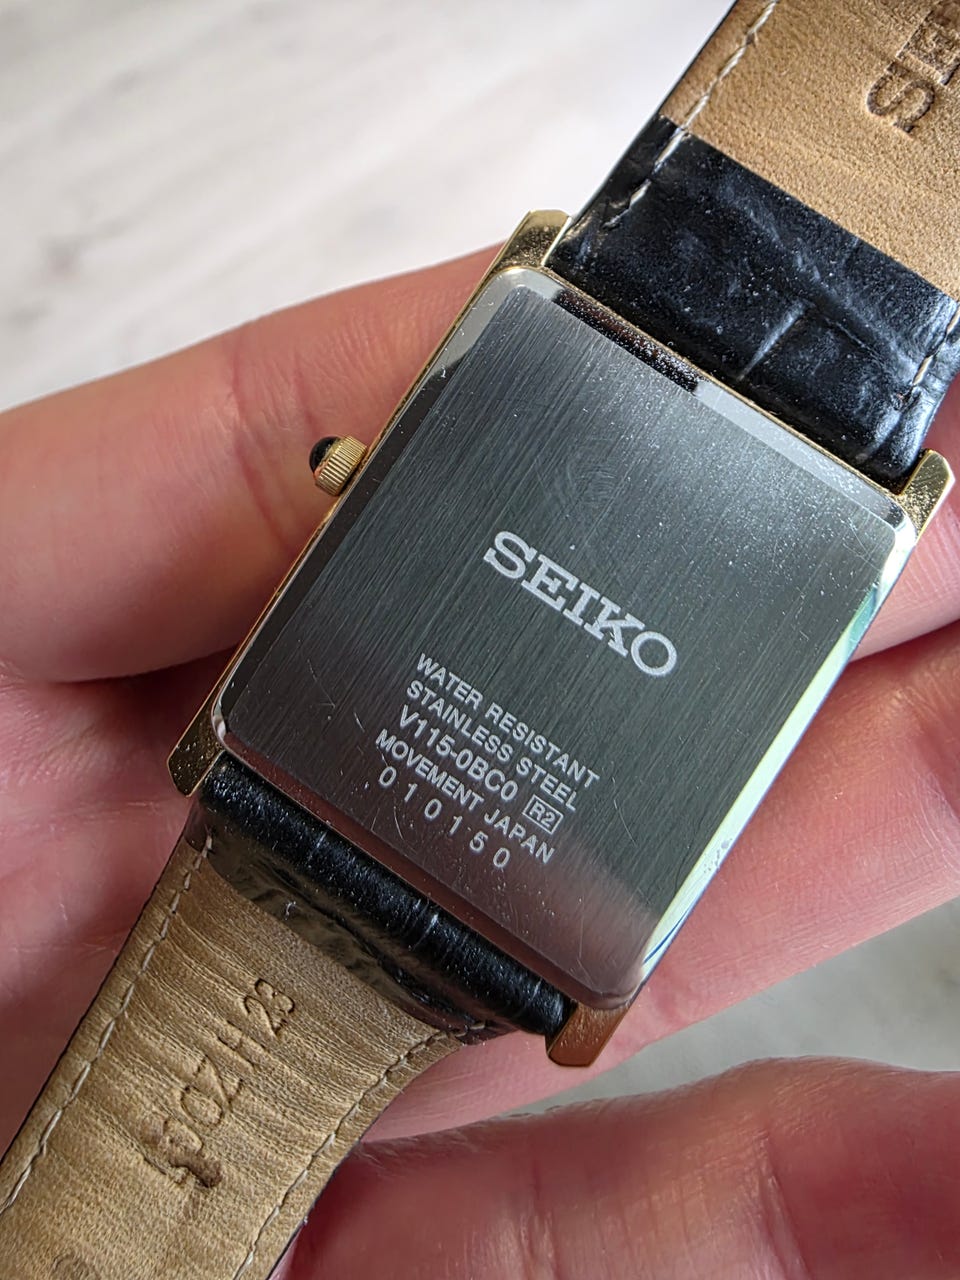 SEIKO
WATER RESISTANT
STAINLESS STEEL
V115-0BC0 R2
MOVEMENT JAPAN
010150